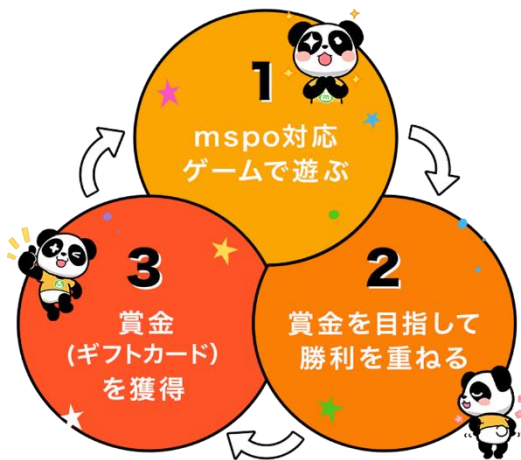 1
mspo対応
ゲームで遊ぶ
2
賞金を目指して
勝利を重ねる
3
賞金
(ギフトカード)
を獲得